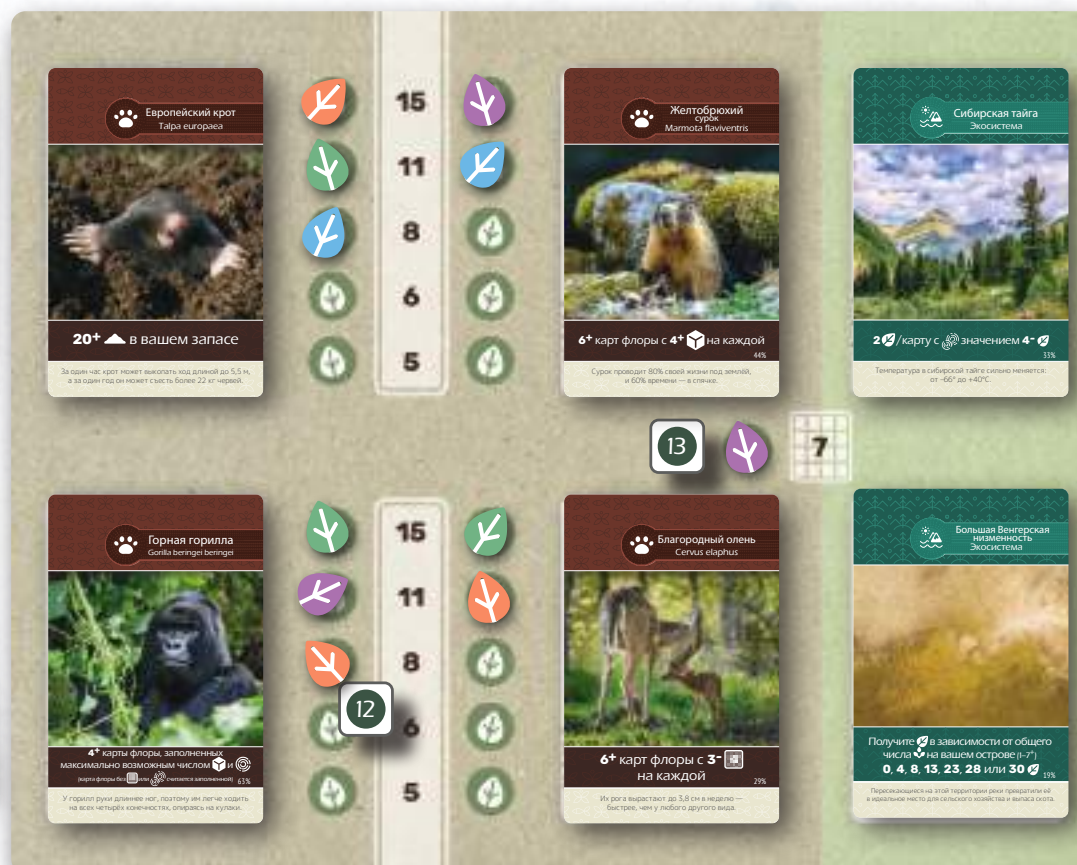 Европейский крот
Talpa europaea
20+ в вашем запасе
За один час крот может выкопать ход длиной до 5,5 м,
а за один год он может съесть более 22 кг червей.
15
11
8
6
5
Желтобрюхий
сурок
Marmota flaviventris
6+ карт флоры с 4+ на каждой
44%
Сурок проводит 80% своей жизни под землёй,
и 60% времени — в спячке.
Сибирская тайга
Экосистема
2 /карту с значением 4-
33%
Температура в сибирской тайге сильно меняется:
от -66° до +40°C.
13
7
Горная горилла
Gorilla beringei beringei
4+ карты флоры, заполненных
максимально возможным числом и
(карта флоры без или считается заполненной) 63%
У горилл руки длиннее ног, поэтому им легче ходить
на всех четырёх конечностях, опираясь на кулаки.
15
11
8
12
6
5
Благородный олень
Cervus elaphus
6+ карт флоры с 3-
на каждой
29%
Их рога вырастают до 3,8 см в неделю —
быстрее, чем у любого другого вида.
Большая Венгерская
низменность
Экосистема
Получите в зависимости от общего
числа на вашем острове (1–7+)
0, 4, 8, 13, 23, 28 или 30
19%
Пересекающиеся на этой территории реки превратили её
в идеальное место для сельского хозяйства и выпаса скота.